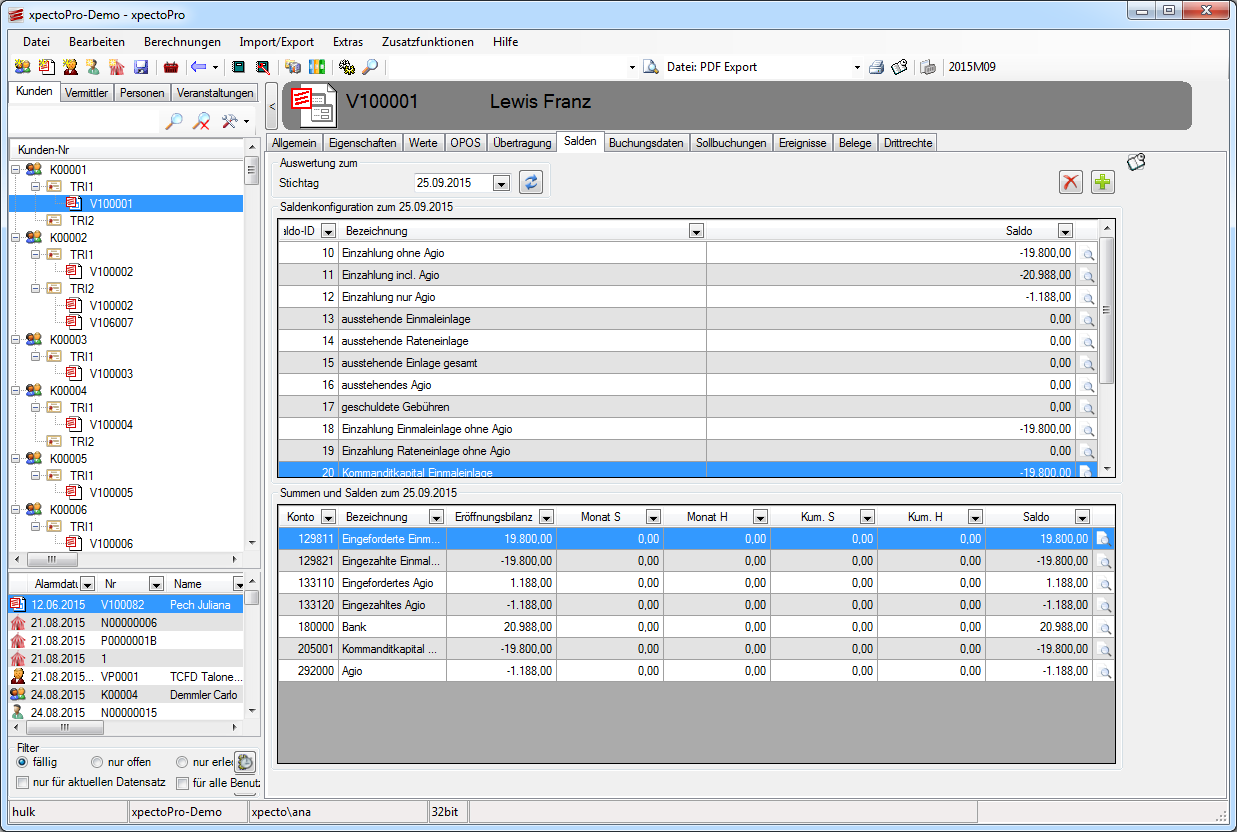 xpectoPro-Demo - xpectoPro
Datei Bearbeiten Berechnungen Import/Export Extras Zusatzfunktionen Hilfe
Datei: PDF Export 2015M09
Kunden Vermittler Personen Veranstaltungen
Kunden-Nr
K00001
TRI1
V100001
TRI2
K00002
TRI1
V100002
TRI2
V100002
V106007
K00003
TRI1
V100003
K00004
TRI1
V100004
TRI2
K00005
TRI1
V100005
K00006
TRI1
V100006
Alarmdatu Nr Name
12.06.2015 V100082 Pech Juliana
21.08.2015 N00000006
21.08.2015 P0000001B
21.08.2015 1
21.08.2015... VP0001 TCFD Talone...
24.08.2015 K00004 Demmler Carlo
24.08.2015 N00000015
Filter
fällig nur offen nur erlec
nur für aktuellen Datensatz für alle Benutz
< V100001 Lewis Franz
Allgemein Eigenschaften Werte OPOS Übertragung Salden Buchungsdaten Sollbuchungen Ereignisse Belege Drittrechte
Auswertung zum
Stichtag 25.09.2015
Saldenkonfiguration zum 25.09.2015
ldo-ID Bezeichnung Saldo
10 Einzahlung ohne Agio -19.800,00
11 Einzahlung incl. Agio -20.988,00
12 Einzahlung nur Agio -1.188,00
13 ausstehende Einmaleinlage 0,00
14 ausstehende Rateneinlage 0,00
15 ausstehende Einlage gesamt 0,00
16 ausstehendes Agio 0,00
17 geschuldete Gebühren 0,00
18 Einzahlung Einmaleinlage ohne Agio -19.800,00
19 Einzahlung Rateneinlage ohne Agio 0,00
20 Kommanditkapital Einmaleinlage -19.800,00
Summen und Salden zum 25.09.2015
Konto Bezeichnung Eröffnungsbilanz Monat S Monat H Kum. S Kum. H Saldo
129811 Eingeforderte Einm... 19.800,00 0,00 0,00 0,00 0,00 19.800,00
129821 Eingezahlte Einmal... -19.800,00 0,00 0,00 0,00 0,00 -19.800,00
133110 Eingefordertes Agio 1.188,00 0,00 0,00 0,00 0,00 1.188,00
133120 Eingezahltes Agio -1.188,00 0,00 0,00 0,00 0,00 -1.188,00
180000 Bank 20.988,00 0,00 0,00 0,00 0,00 20.988,00
205001 Kommanditkapital ... -19.800,00 0,00 0,00 0,00 0,00 -19.800,00
292000 Agio -1.188,00 0,00 0,00 0,00 0,00 -1.188,00
hulk xpectoPro-Demo xpecto\ana 32bit